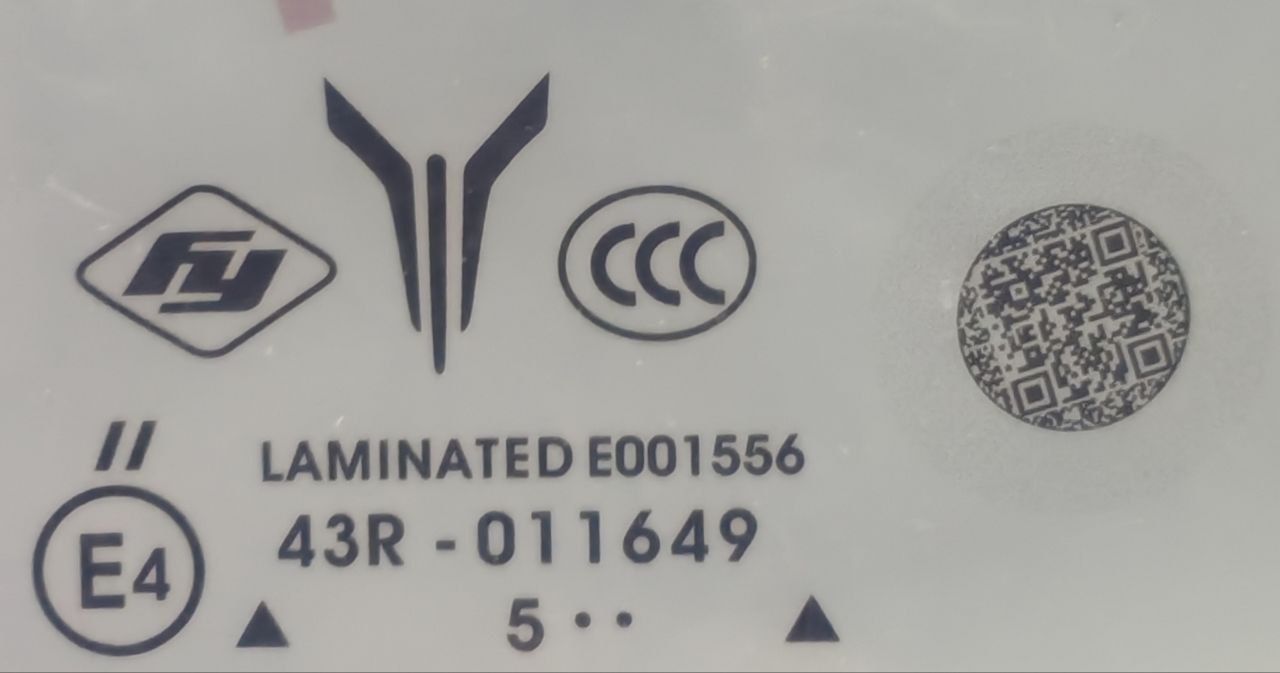 fy
CCC
II
LAMINATED E001556
E4
43R - 011649
5 ··